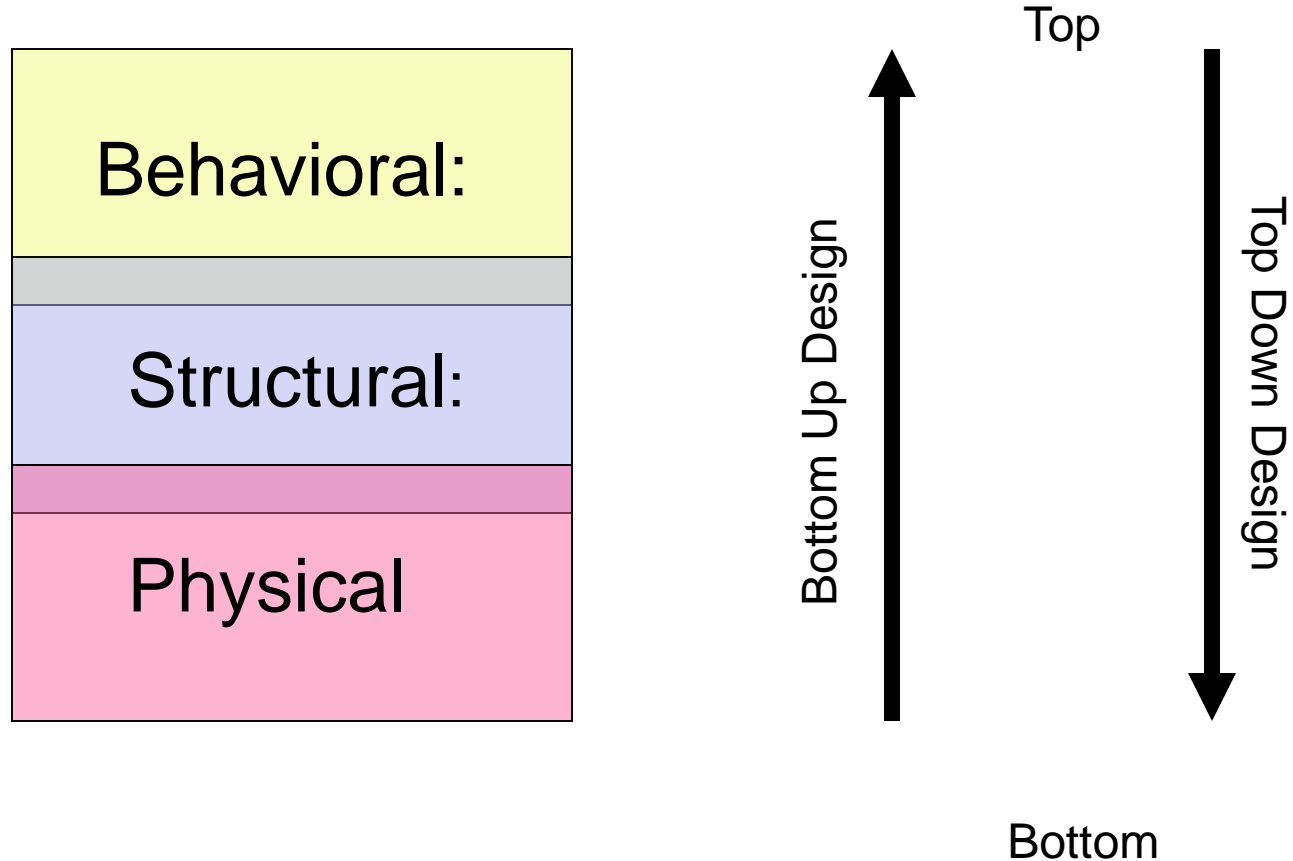 Top
Behavioral:
Structural:
Physical
Bottom Up Design
Top Down Design
Bottom